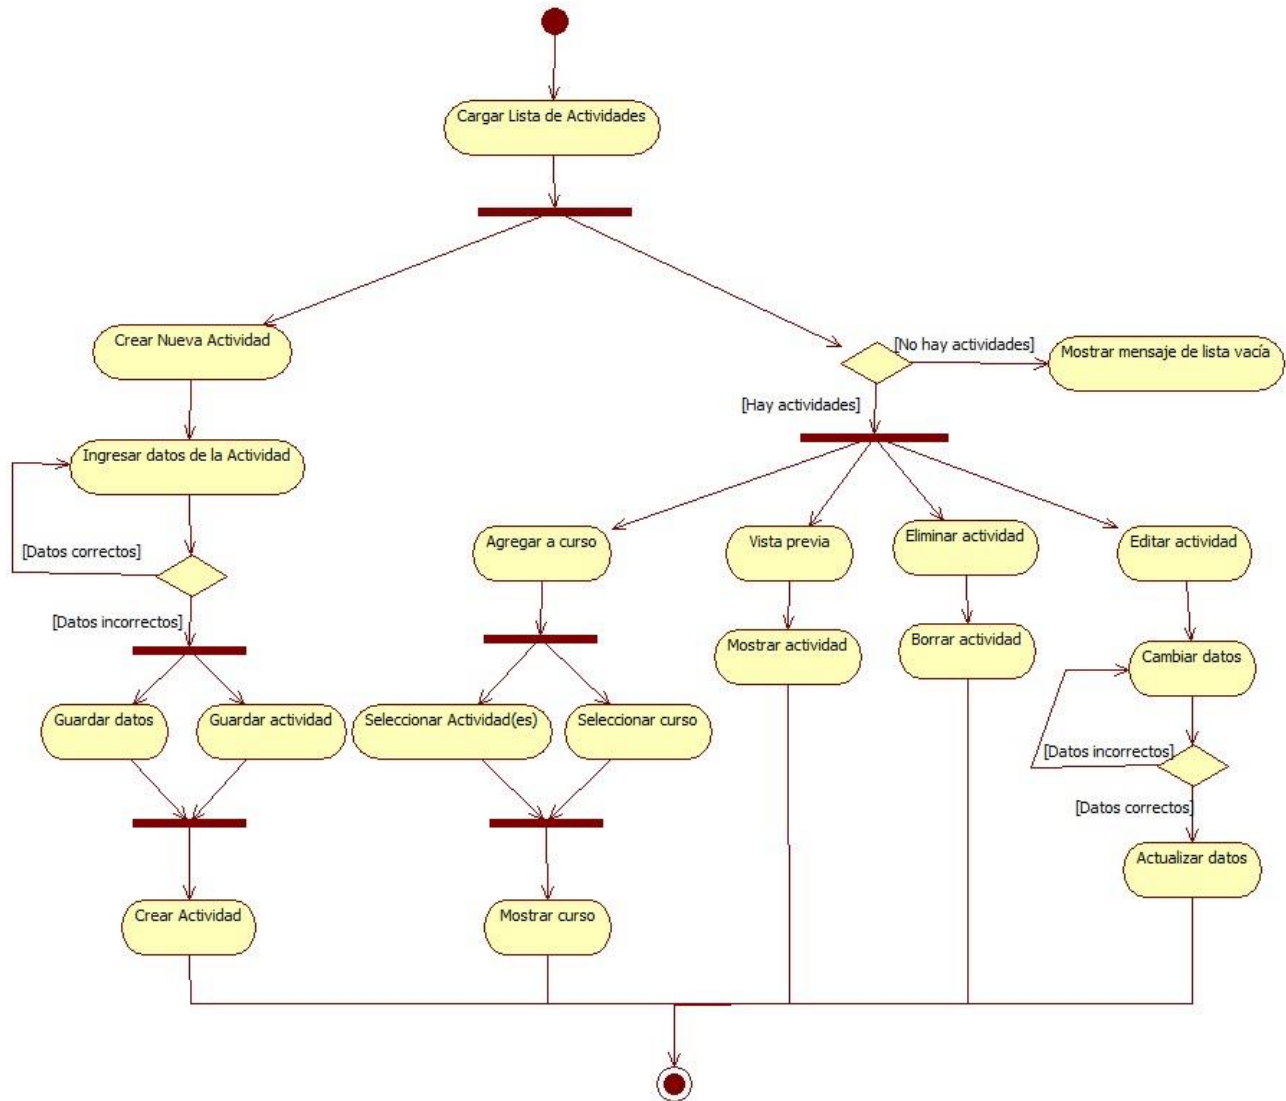 Cargar Lista de Actividades
Crear Nueva Actividad
[No hay actividades]
Mostrar mensaje de lista vacía
[Hay actividades]
Ingresar datos de la Actividad
Agregar a curso
Vista previa
Eliminar actividad
Editar actividad
[Datos correctos]
[Datos incorrectos]
Mostrar actividad
Borrar actividad
Cambiar datos
Guardar datos
Guardar actividad
Seleccionar Actividad(es)
Seleccionar curso
[Datos incorrectos]
[Datos correctos]
Actualizar datos
Crear Actividad
Mostrar curso